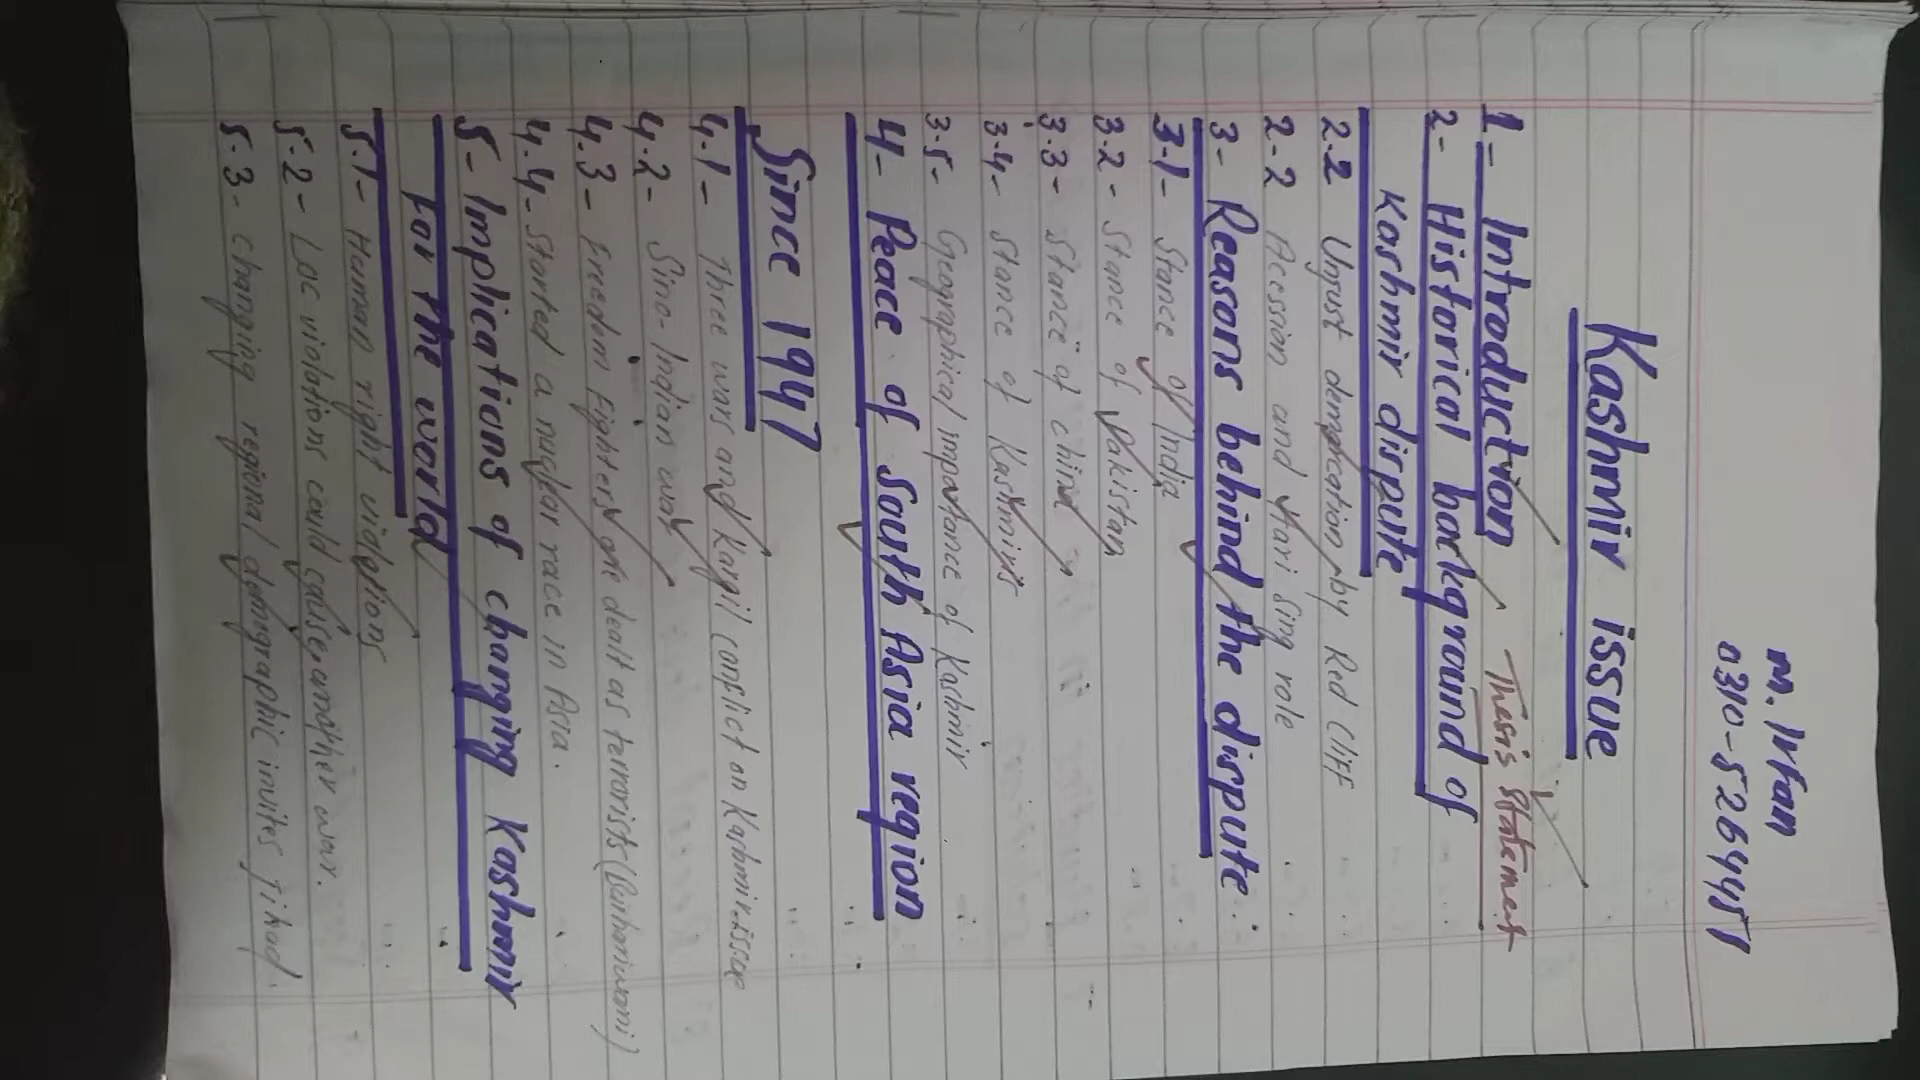 M. Irfan
0310-5264457
Kashmir issue
1- Introduction Thesis Statement
2- Historical background of
Kashmir dispute
2.2 Unjust demarcation by Red Cliff
2.2 Accession and Hari Sing role
3- Reasons behind the dispute
3.1- Stance of India
3.2- Stance of Pakistan
3.3- Stance of China
3.4- Stance of Kashmiris
3.5- Geographical importance of Kashmir
4- Peace of South Asia region
Since 1947
4.1- Three wars and Kargil conflict on Kashmir issue
4.2- Sino-Indian war
4.3- Freedom Fighters are dealt as terrorists (Burhanwani)
4.4- Started a nuclear race in Asia.
5- Implications of changing Kashmir
For the world
5.1- Human right violations
5.2- Loc violations could cause another war.
5.3- changing regional demographic invites jihad.